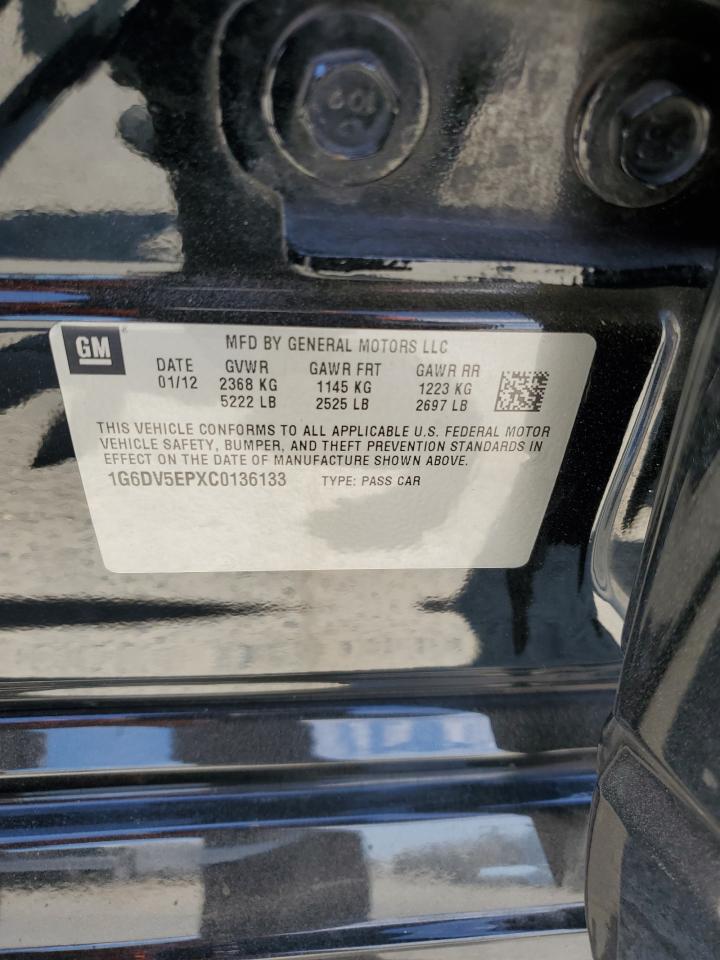 GM
MFD BY GENERAL MOTORS LLC
DATE GVWR GAWR FRT GAWR RR
01/12 2368 KG 1145 KG 1223 KG
5222 LB 2525 LB 2697 LB
THIS VEHICLE CONFORMS TO ALL APPLICABLE U.S. FEDERAL MOTOR
VEHICLE SAFETY, BUMPER, AND THEFT PREVENTION STANDARDS IN
EFFECT ON THE DATE OF MANUFACTURE SHOWN ABOVE.
1G6DV5EPXC0136133 TYPE: PASS CAR